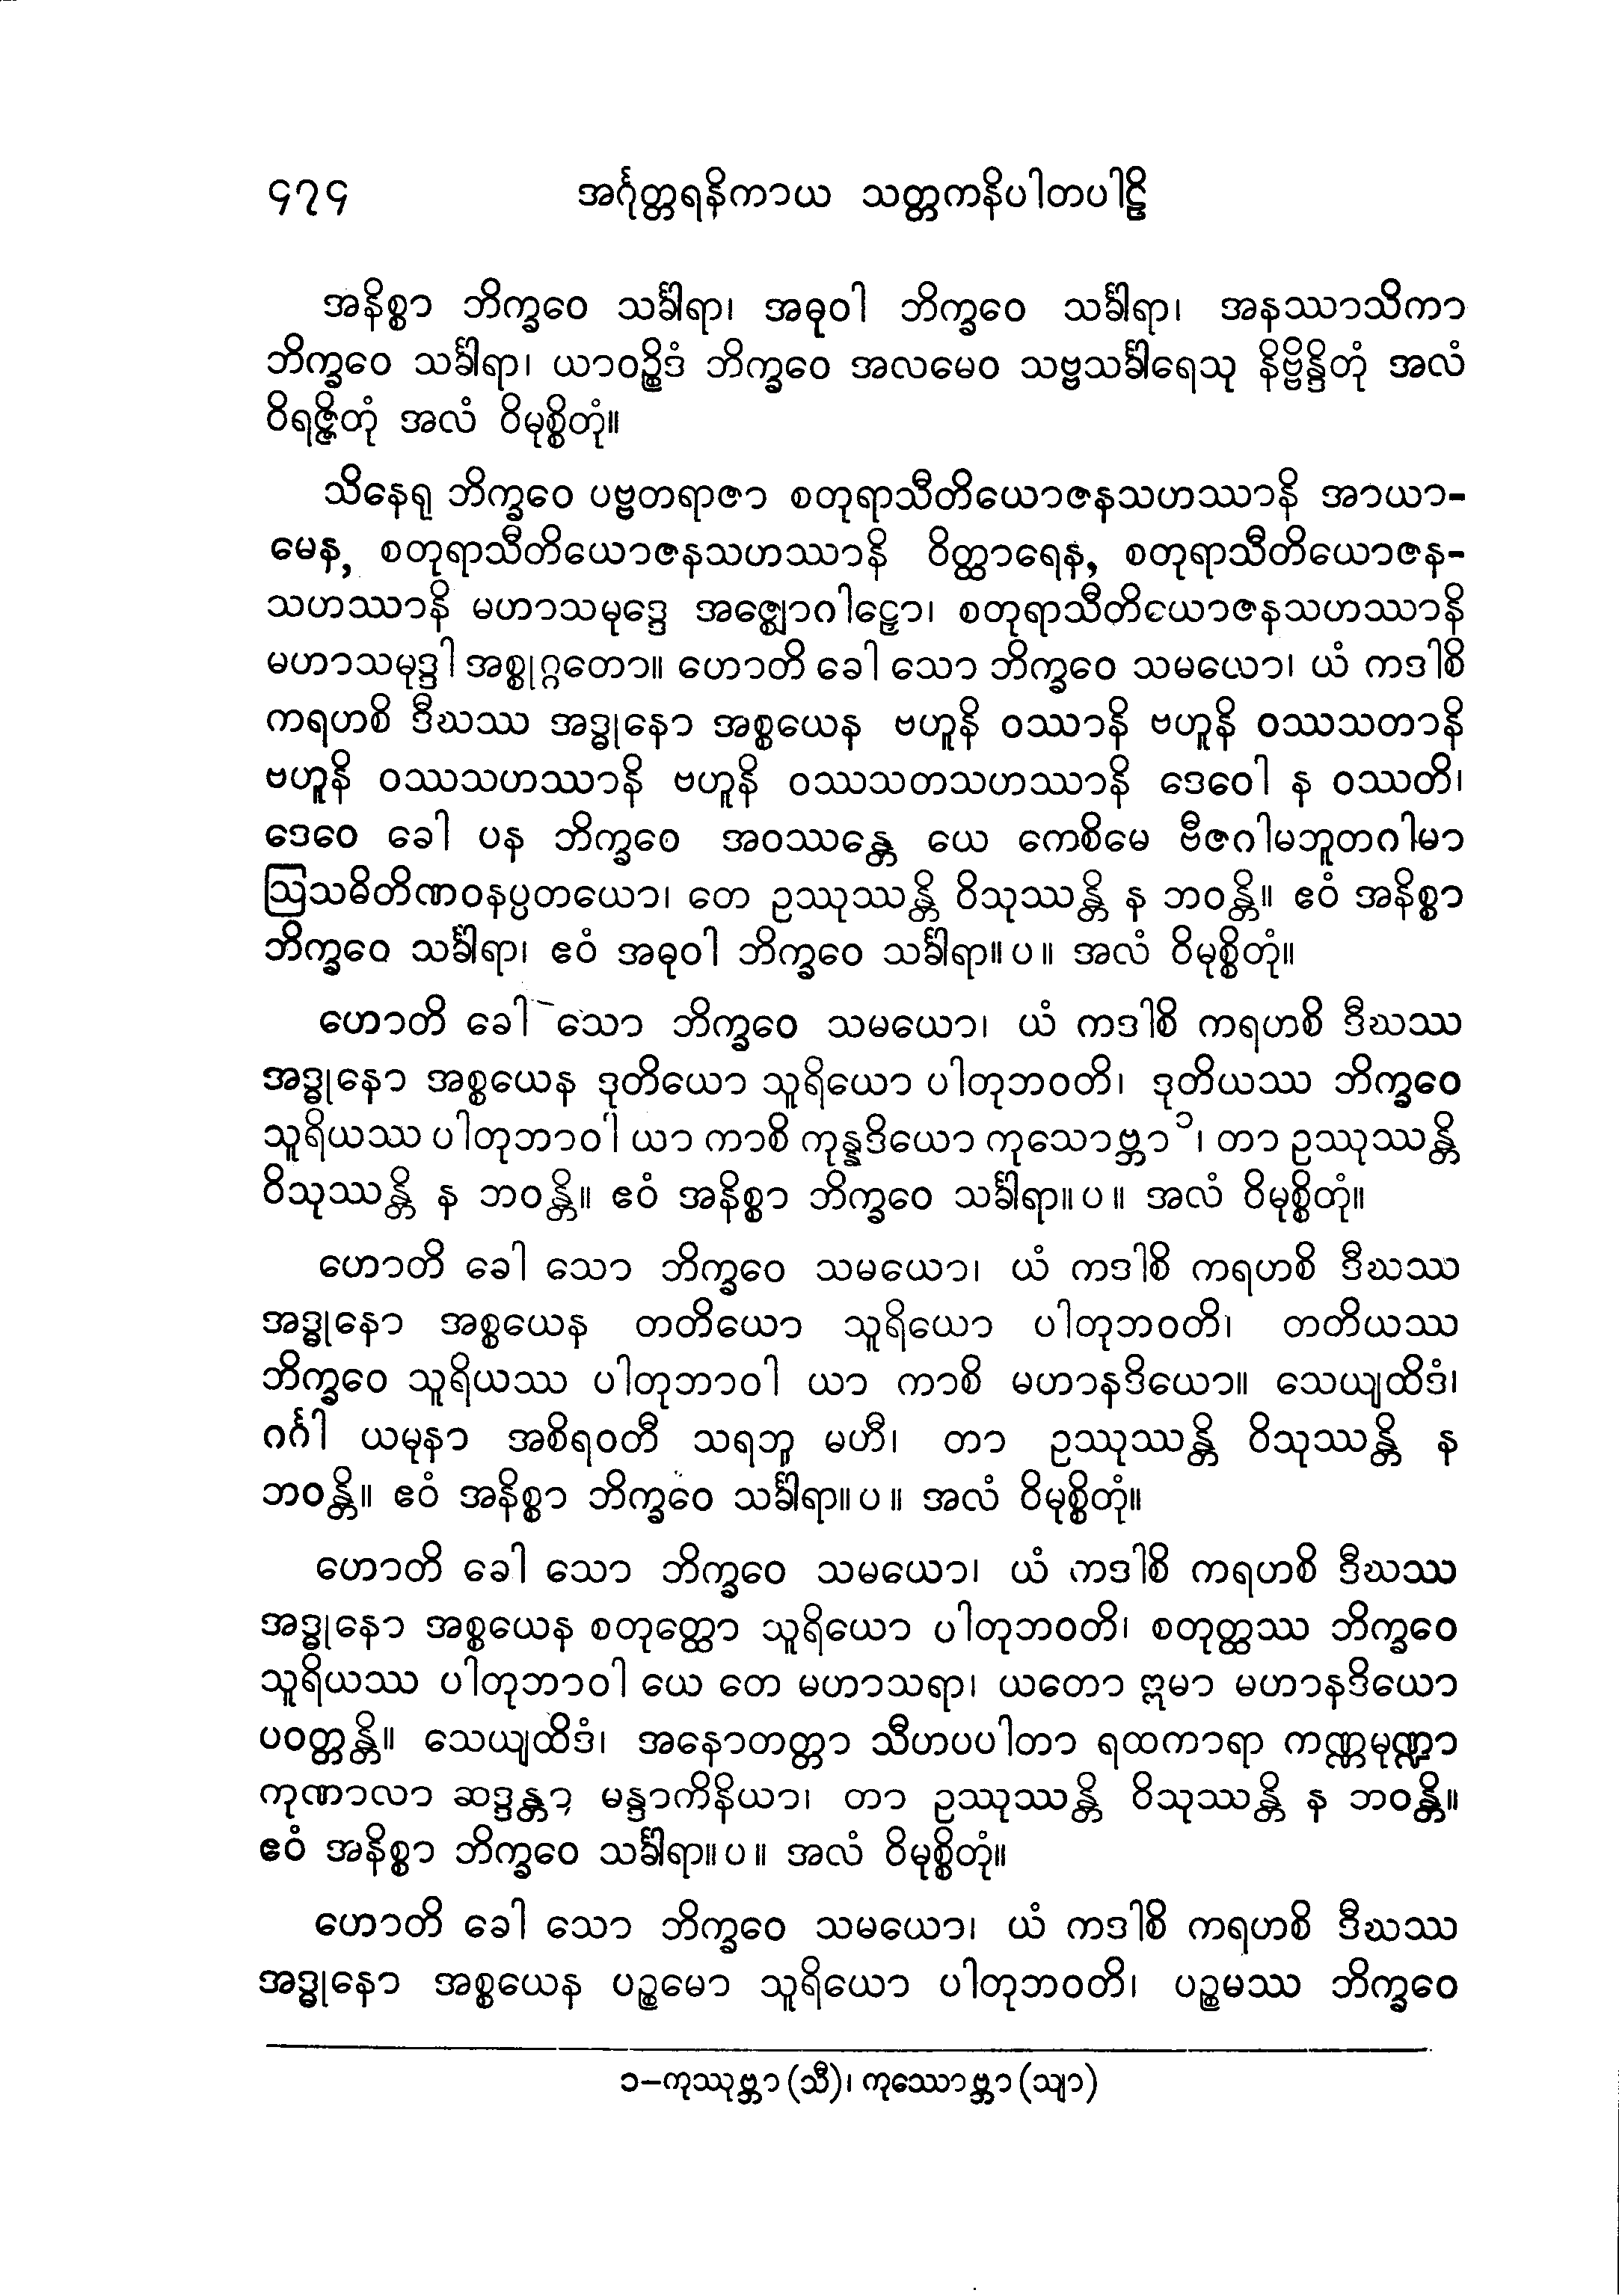 ၄၇၄ အင်္ဂုတ္တရနိကာယ သတ္တကနိပါတပါဠိ
အနိစ္စာ ဘိက္ခဝေ သင်္ခါရာ၊ အဓုဝါ ဘိက္ခဝေ သင်္ခါရာ၊ အနဿာသိကာ
ဘိက္ခဝေ သင်္ခါရာ၊ ယာဝဉ္စိဒံ ဘိက္ခဝေ အလမေဝ သဗ္ဗသင်္ခါရေသု နိဗ္ဗိန္ဒိတုံ အလံ
ဝိရဇ္ဇိတုံ အလံ ဝိမုစ္စိတုံ။
သိနေရု ဘိက္ခဝေ ပဗ္ဗတရာဇာ စတုရာသီတိယောဇနသဟဿာနိ အာယာ-
မေန, စတုရာသီတိယောဇနသဟဿာနိ ဝိတ္ထာရေန, စတုရာသီတိယောဇန-
သဟဿာနိ မဟာသမုဒ္ဒေ အဇ္ဈောဂါဠှော၊ စတုရာသီတိယောဇနသဟဿာနိ
မဟာသမုဒ္ဒါ အစ္စုဂ္ဂတော။ ဟောတိ ခေါ သော ဘိက္ခဝေ သမယော၊ ယံ ကဒါစိ
ကရဟစိ ဒီဃဿ အဒ္ဓုနော အစ္စယေန ဗဟူနိ ဝဿာနိ ဗဟူနိ ဝဿသတာနိ
ဗဟူနိ ဝဿသဟဿာနိ ဗဟူနိ ဝဿသတသဟဿာနိ ဒေဝေါ န ဝဿတိ၊
ဒေဝေ ခေါ ပန ဘိက္ခဝေ အဝဿန္တေ ယေ ကေစိမေ ဗီဇဂါမဘူတဂါမာ
ဩသဓိတိဏဝနပ္ပတယော၊ တေ ဥဿုဿန္တိ ဝိသုဿန္တိ န ဘဝန္တိ။ ဧဝံ အနိစ္စာ
ဘိက္ခဝေ သင်္ခါရာ၊ ဧဝံ အဓုဝါ ဘိက္ခဝေ သင်္ခါရာ။ပ။ အလံ ဝိမုစ္စိတုံ။
ဟောတိ ခေါ သော ဘိက္ခဝေ သမယော၊ ယံ ကဒါစိ ကရဟစိ ဒီဃဿ
အဒ္ဓုနော အစ္စယေန ဒုတိယော သူရိယော ပါတုဘဝတိ၊ ဒုတိယဿ ဘိက္ခဝေ
သူရိယဿ ပါတုဘာဝါ ယာ ကာစိ ကုန္နဒိယော ကုသောဗ္ဘာ ၁၊ တာ ဥဿုဿန္တိ
ဝိသုဿန္တိ န ဘဝန္တိ။ ဧဝံ အနိစ္စာ ဘိက္ခဝေ သင်္ခါရာ။ပ။ အလံ ဝိမုစ္စိတုံ။
ဟောတိ ခေါ သော ဘိက္ခဝေ သမယော၊ ယံ ကဒါစိ ကရဟစိ ဒီဃဿ
အဒ္ဓုနော အစ္စယေန တတိယော သူရိယော ပါတုဘဝတိ၊ တတိယဿ
ဘိက္ခဝေ သူရိယဿ ပါတုဘာဝါ ယာ ကာစိ မဟာနဒိယော။ သေယျထိဒံ၊
ဂင်္ဂါ ယမုနာ အစိရဝတီ သရဘူ မဟီ၊ တာ ဥဿုဿန္တိ ဝိသုဿန္တိ န
ဘဝန္တိ။ ဧဝံ အနိစ္စာ ဘိက္ခဝေ သင်္ခါရာ။ပ။ အလံ ဝိမုစ္စိတုံ။
ဟောတိ ခေါ သော ဘိက္ခဝေ သမယော၊ ယံ ကဒါစိ ကရဟစိ ဒီဃဿ
အဒ္ဓုနော အစ္စယေန စတုတ္ထော သူရိယော ပါတုဘဝတိ၊ စတုတ္ထဿ ဘိက္ခဝေ
သူရိယဿ ပါတုဘာဝါ ယေ တေ မဟာသရာ၊ ယတော ဣမာ မဟာနဒိယော
ပဝတ္တန္တိ။ သေယျထိဒံ၊ အနောတတ္တာ သီဟပပါတာ ရထကာရာ ကဏ္ဏမုဏ္ဍာ
ကုဏာလာ ဆဒ္ဒန္တာ မန္ဒာကိနိယာ၊ တာ ဥဿုဿန္တိ ဝိသုဿန္တိ န ဘဝန္တိ။
ဧဝံ အနိစ္စာ ဘိက္ခဝေ သင်္ခါရာ။ပ။ အလံ ဝိမုစ္စိတုံ။
ဟောတိ ခေါ သော ဘိက္ခဝေ သမယော၊ ယံ ကဒါစိ ကရဟစိ ဒီဃဿ
အဒ္ဓုနော အစ္စယေန ပဉ္စမော သူရိယော ပါတုဘဝတိ၊ ပဉ္စမဿ ဘိက္ခဝေ
၁−ကုဿုဗ္ဘာ (သီ)၊ ကုဿောဗ္ဘာ (သျာ)